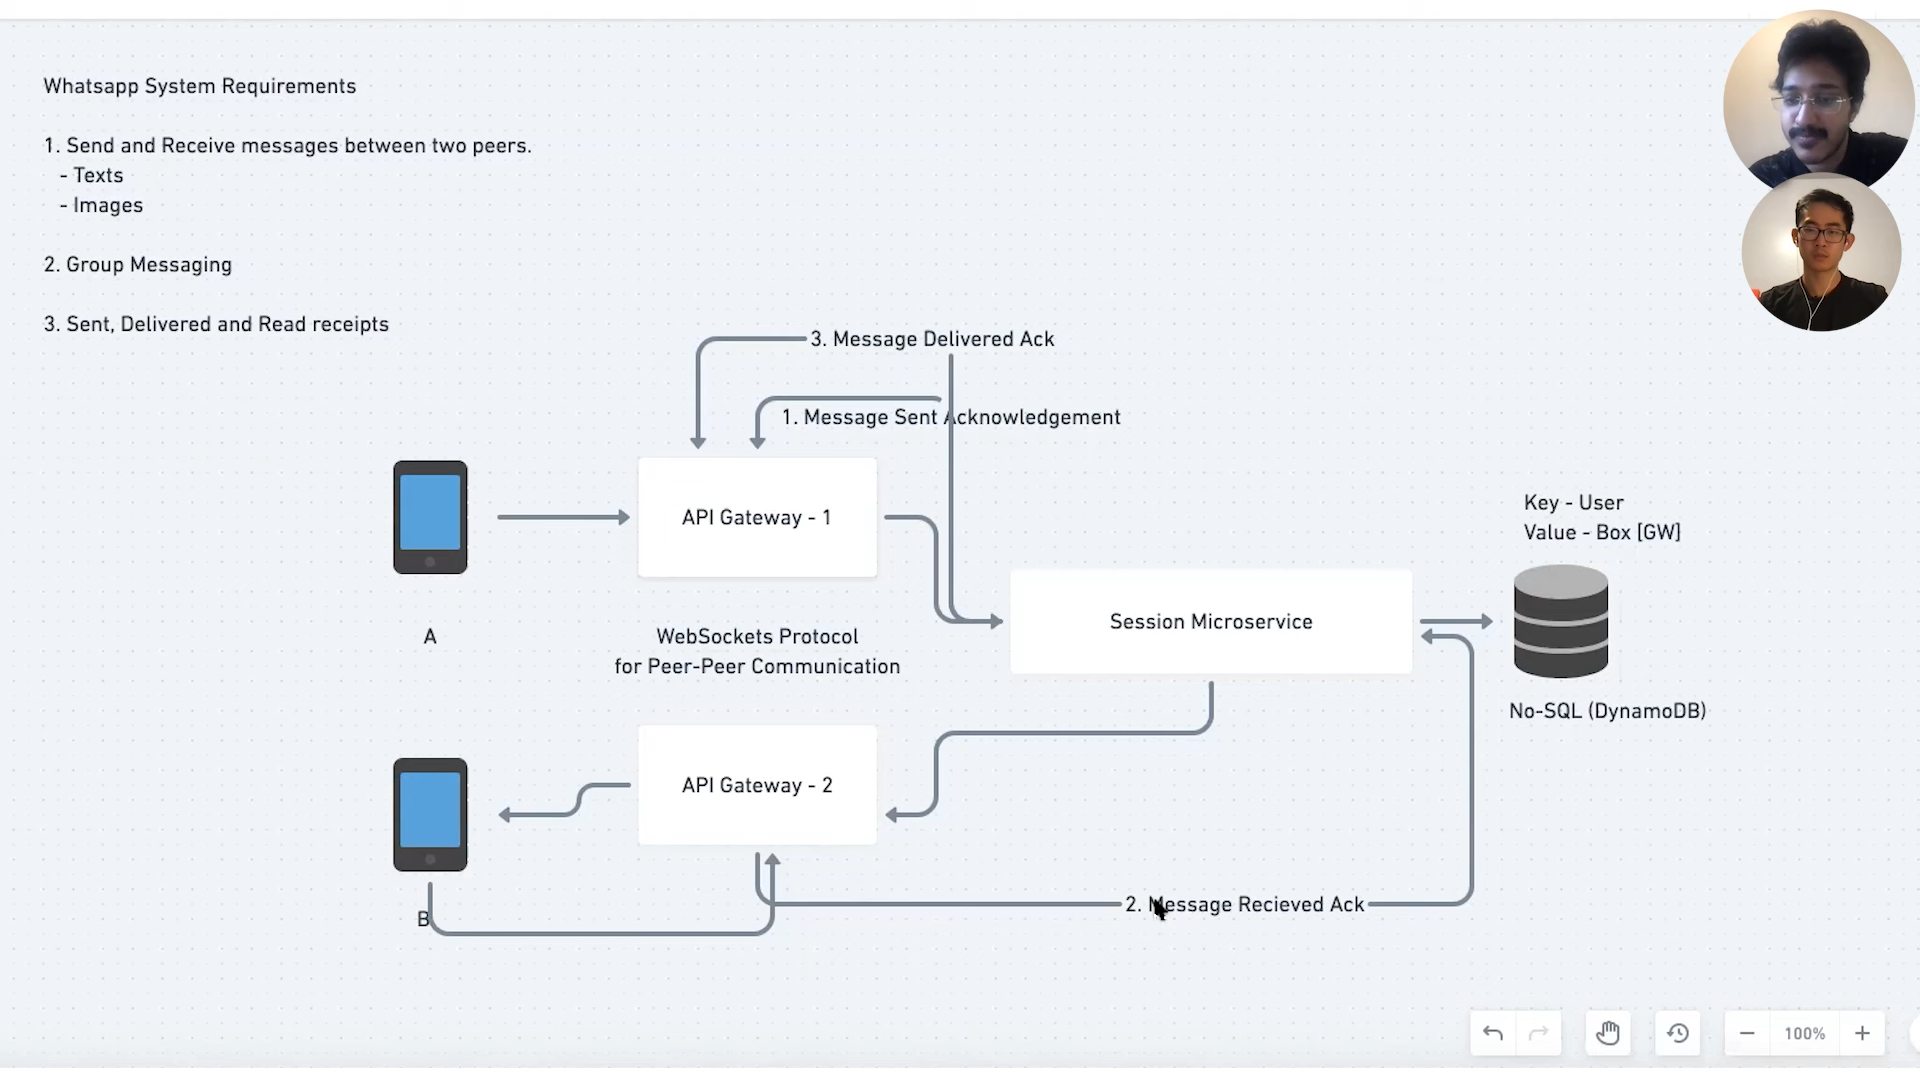 Whatsapp System Requirements
1. Send and Receive messages between two peers.
- Texts
- Images
2. Group Messaging
3. Sent, Delivered and Read receipts
3. Message Delivered Ack
1. Message Sent Acknowledgement
API Gateway - 1
Key - User
Value - Box [GW]
Session Microservice
A
WebSockets Protocol
for Peer-Peer Communication
No-SQL (DynamoDB)
API Gateway - 2
2. Message Recieved Ack
B
100%